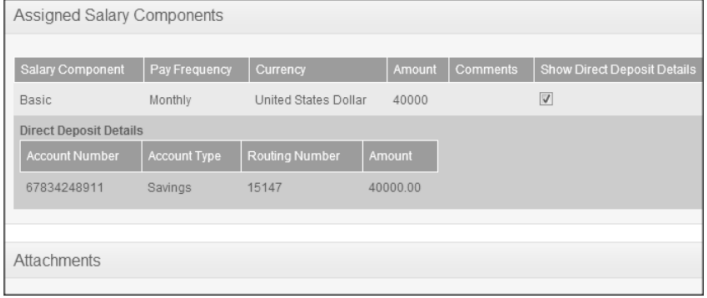 Assigned Salary Components
Salary Component Pay Frequency Currency Amount Comments Show Direct Deposit Details
Basic Monthly United States Dollar 40000
Direct Deposit Details
Account Number Account Type Routing Number Amount
67834248911 Savings 15147 40000.00
Attachments